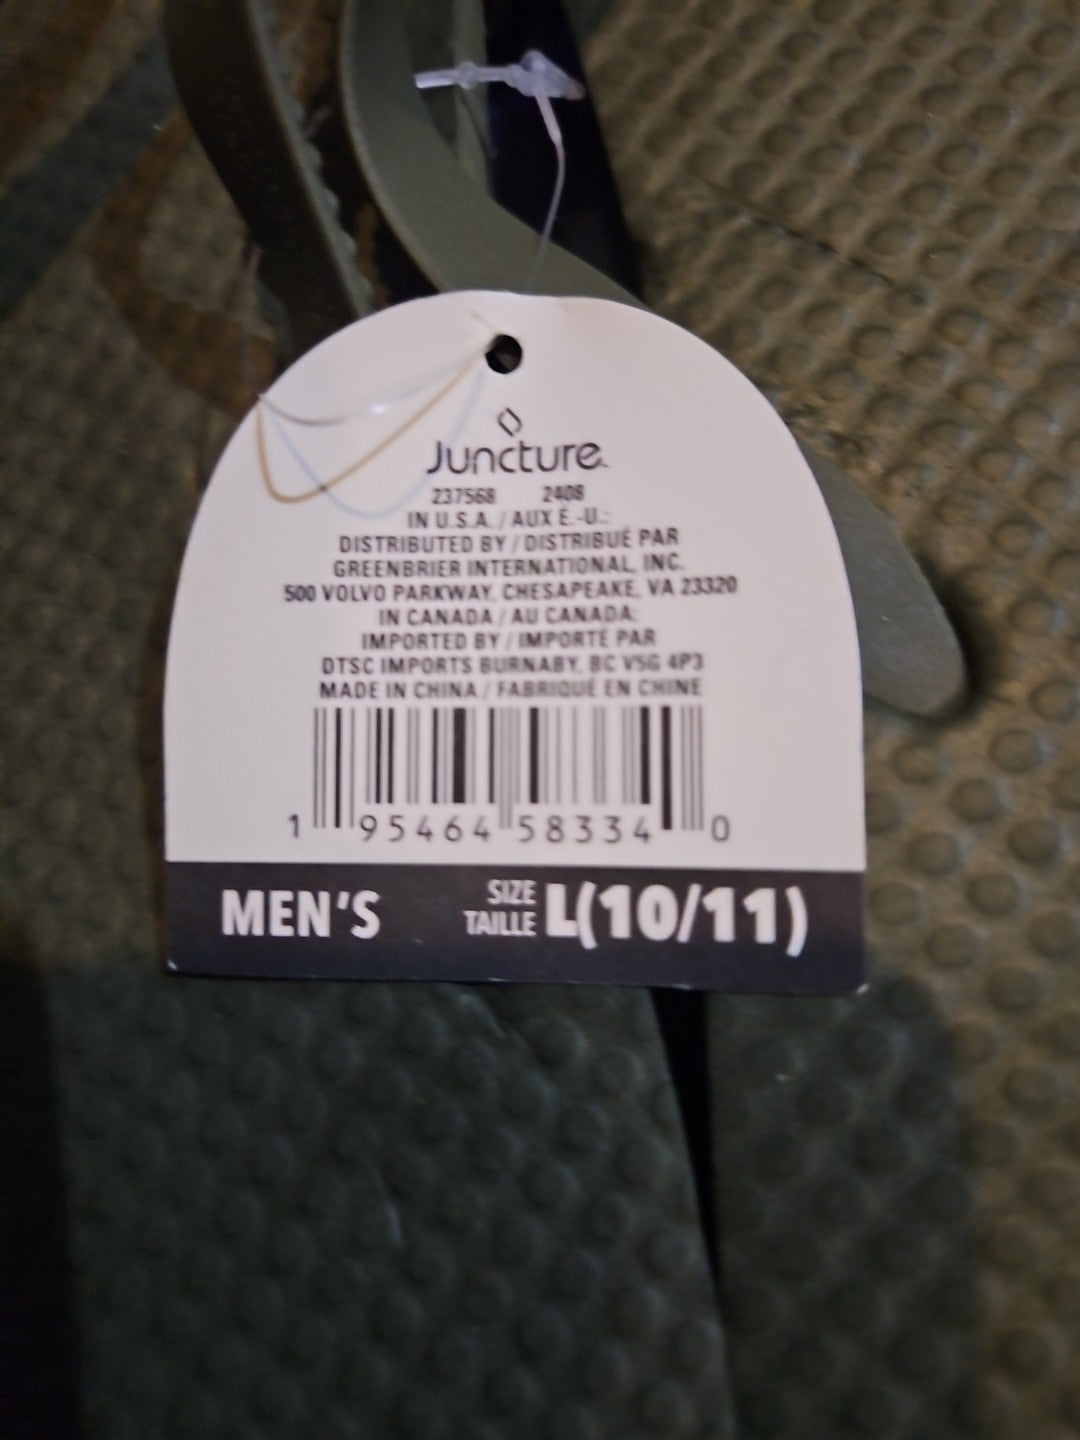 Juncture
237568 2408
IN U.S.A. / AUX É.-U.:
DISTRIBUTED BY / DISTRIBUÉ PAR
GREENBRIER INTERNATIONAL, INC.
500 VOLVO PARKWAY, CHESAPEAKE, VA 23320
IN CANADA / AU CANADA:
IMPORTED BY / IMPORTÉ PAR
DTSC IMPORTS BURNABY, BC V5G 4P3
MADE IN CHINA / FABRIQUÉ EN CHINE
1 95464 58334 0
MEN'S SIZE TAILLE L(10/11)